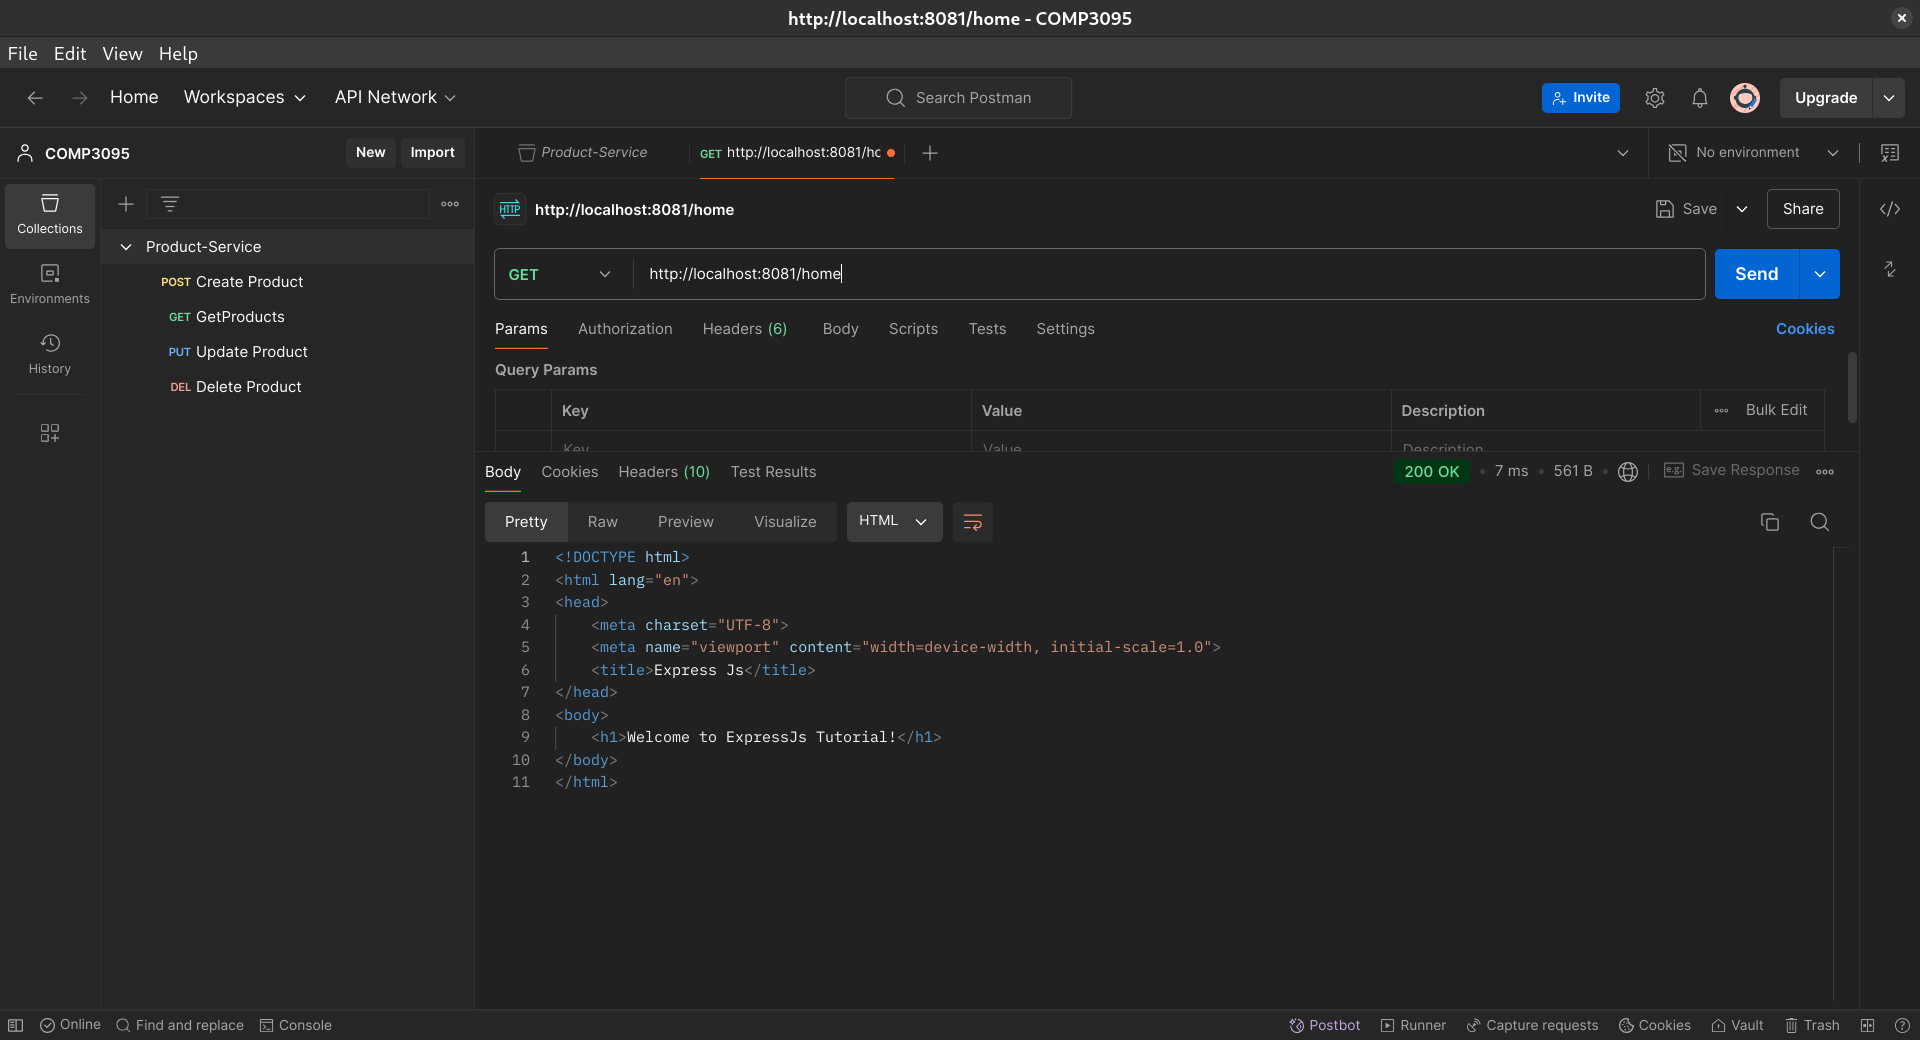 http://localhost:8081/home - COMP3095
File Edit View Help
Home Workspaces API Network Search Postman Invite Upgrade
COMP3095 New Import Product-Service GET http://localhost:8081/hc No environment
Collections
Environments
History
Product-Service
POST Create Product
GET GetProducts
PUT Update Product
DEL Delete Product
HTTP http://localhost:8081/home Save Share
GET http://localhost:8081/home Send
Params Authorization Headers (6) Body Scripts Tests Settings Cookies
Query Params
Key Value Description Bulk Edit
Key Value Description
Body Cookies Headers (10) Test Results 200 OK • 7 ms • 561 B • e.g. Save Response
Pretty Raw Preview Visualize HTML
1 <!DOCTYPE html>
2 <html lang="en">
3 <head>
4 <meta charset="UTF-8">
5 <meta name="viewport" content="width=device-width, initial-scale=1.0">
6 <title>Express Js</title>
7 </head>
8 <body>
9 <h1>Welcome to ExpressJs Tutorial!</h1>
10 </body>
11 </html>
Online Find and replace Console Postbot Runner Capture requests Cookies Vault Trash